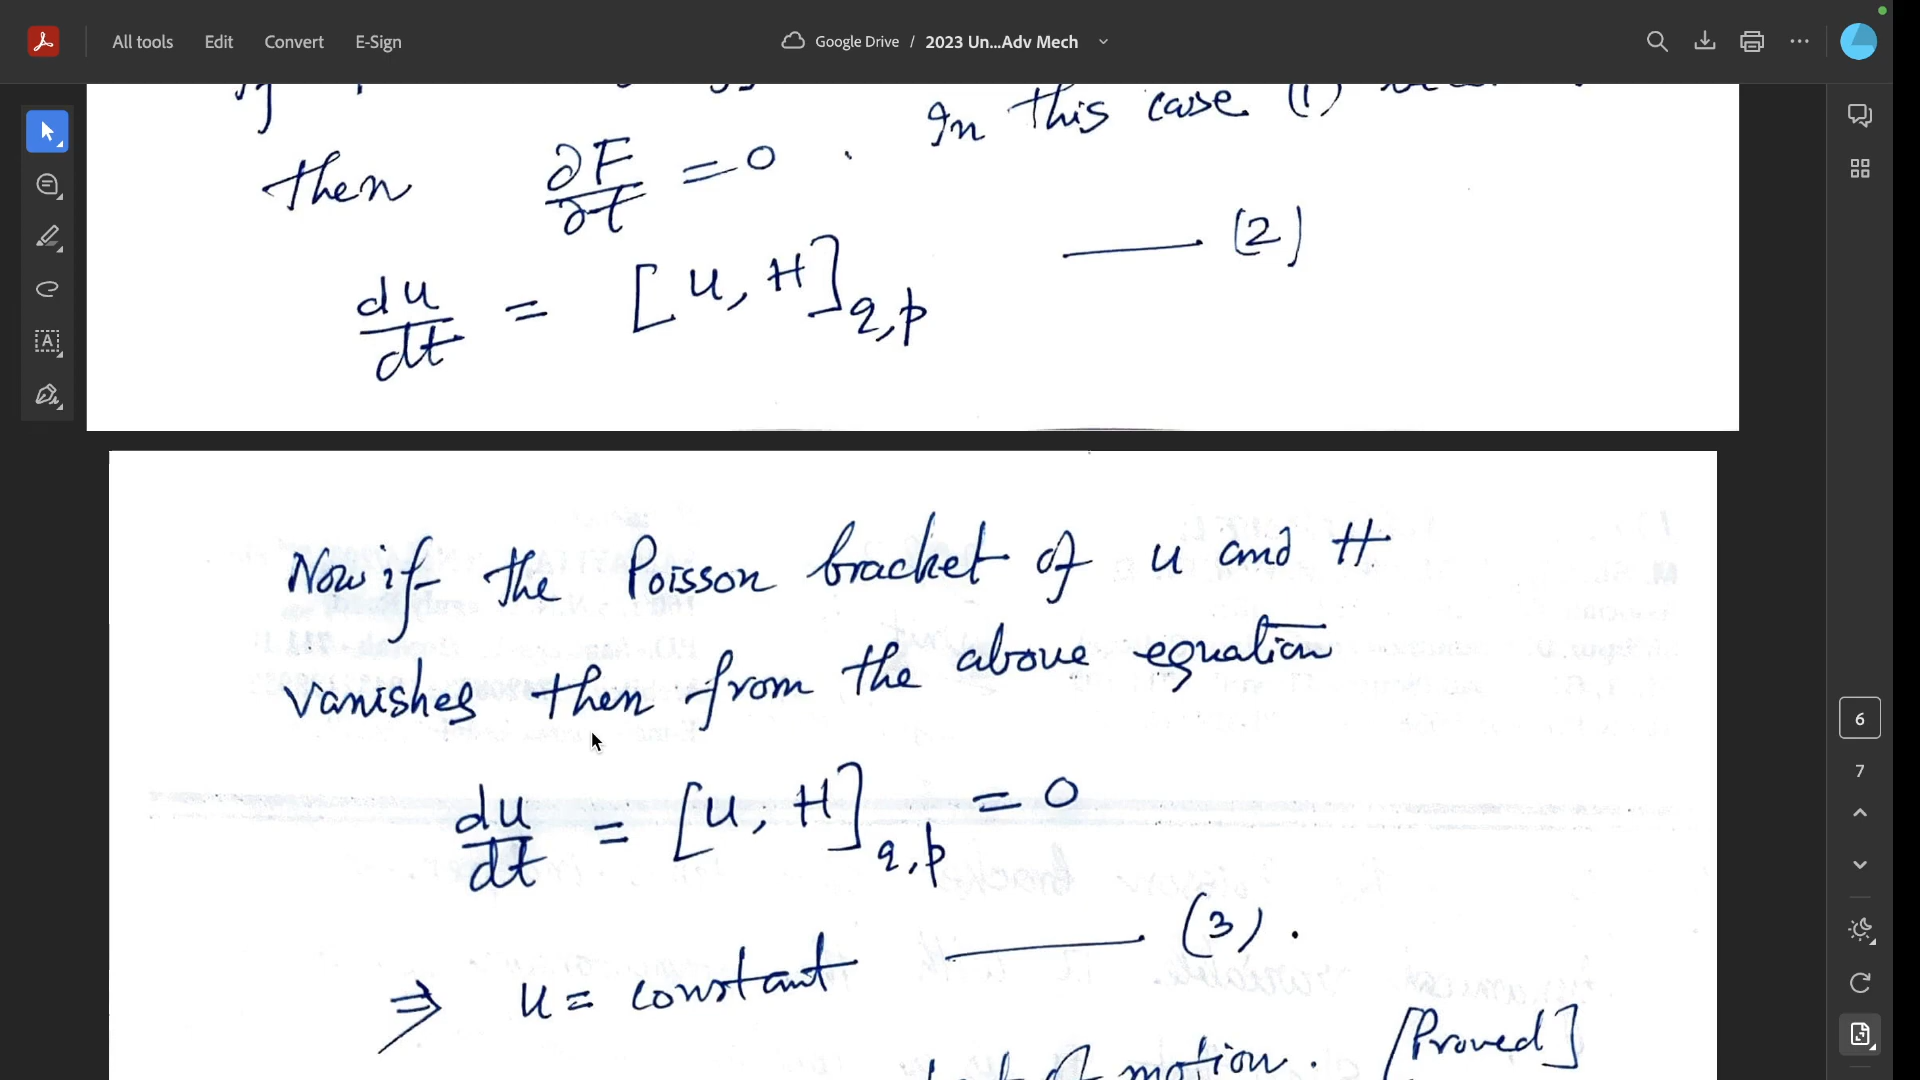 All tools Edit Convert E-Sign Google Drive / 2023 Un...Adv Mech
In this case (1)
then ∂F/∂t = 0 .
du/dt = [u, H]q,p —— (2)
Now if the Poisson bracket of u and H
vanishes then from the above equation
du/dt = [u, H]q,p = 0
⇒ u = constant —— (3) .
of motion . [Proved]
6
7